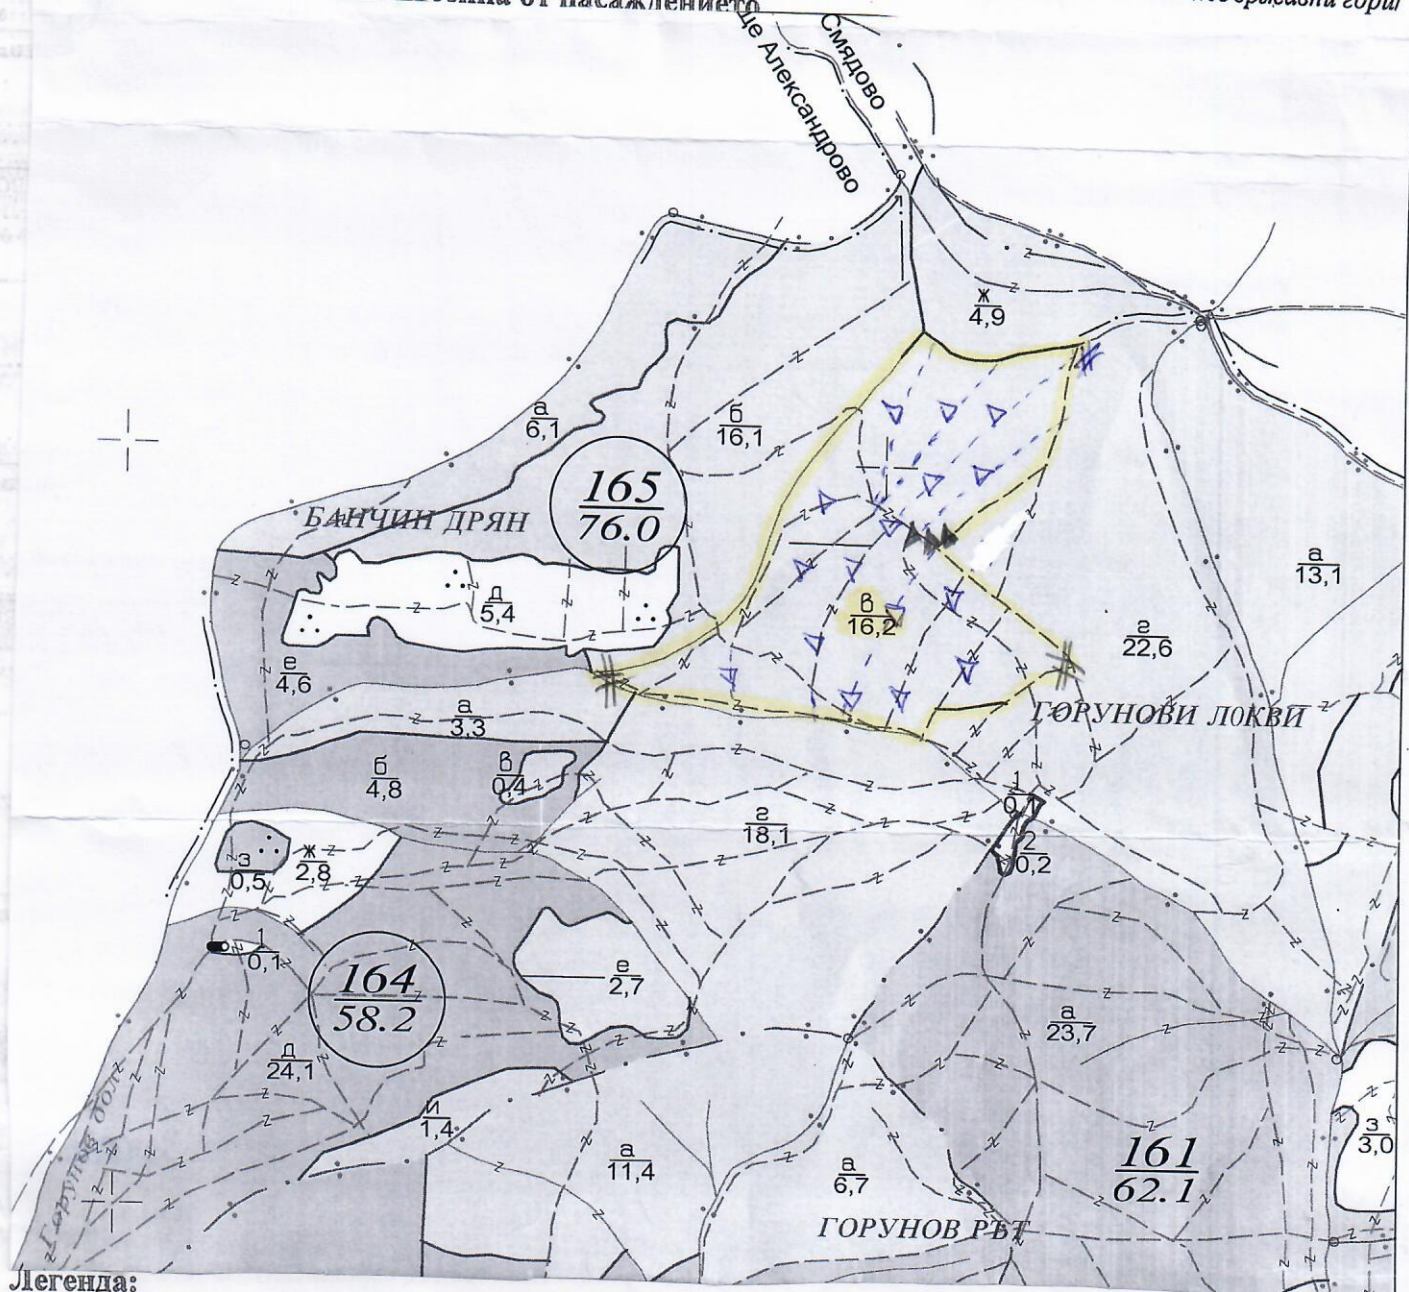 от насаждението
Смядово
це Александрово
ж
4,9
а
6,1
б
16,1
165
76.0
БАНЧИН ДРЯН
а
13,1
д
5,4
в
16,2
г
22,6
е
4,6
а
3,3
ГОРУНОВИ ЛОКВИ
б
4,8
в
0,4
1
0,1
г
18,1
2
0,2
з
0,5
ж
2,8
1
0,1
164
58.2
е
2,7
а
23,7
д
24,1
и
1,4
а
11,4
а
6,7
161
62.1
з
3,0
ГОРУНОВ РЪТ
Легенда: